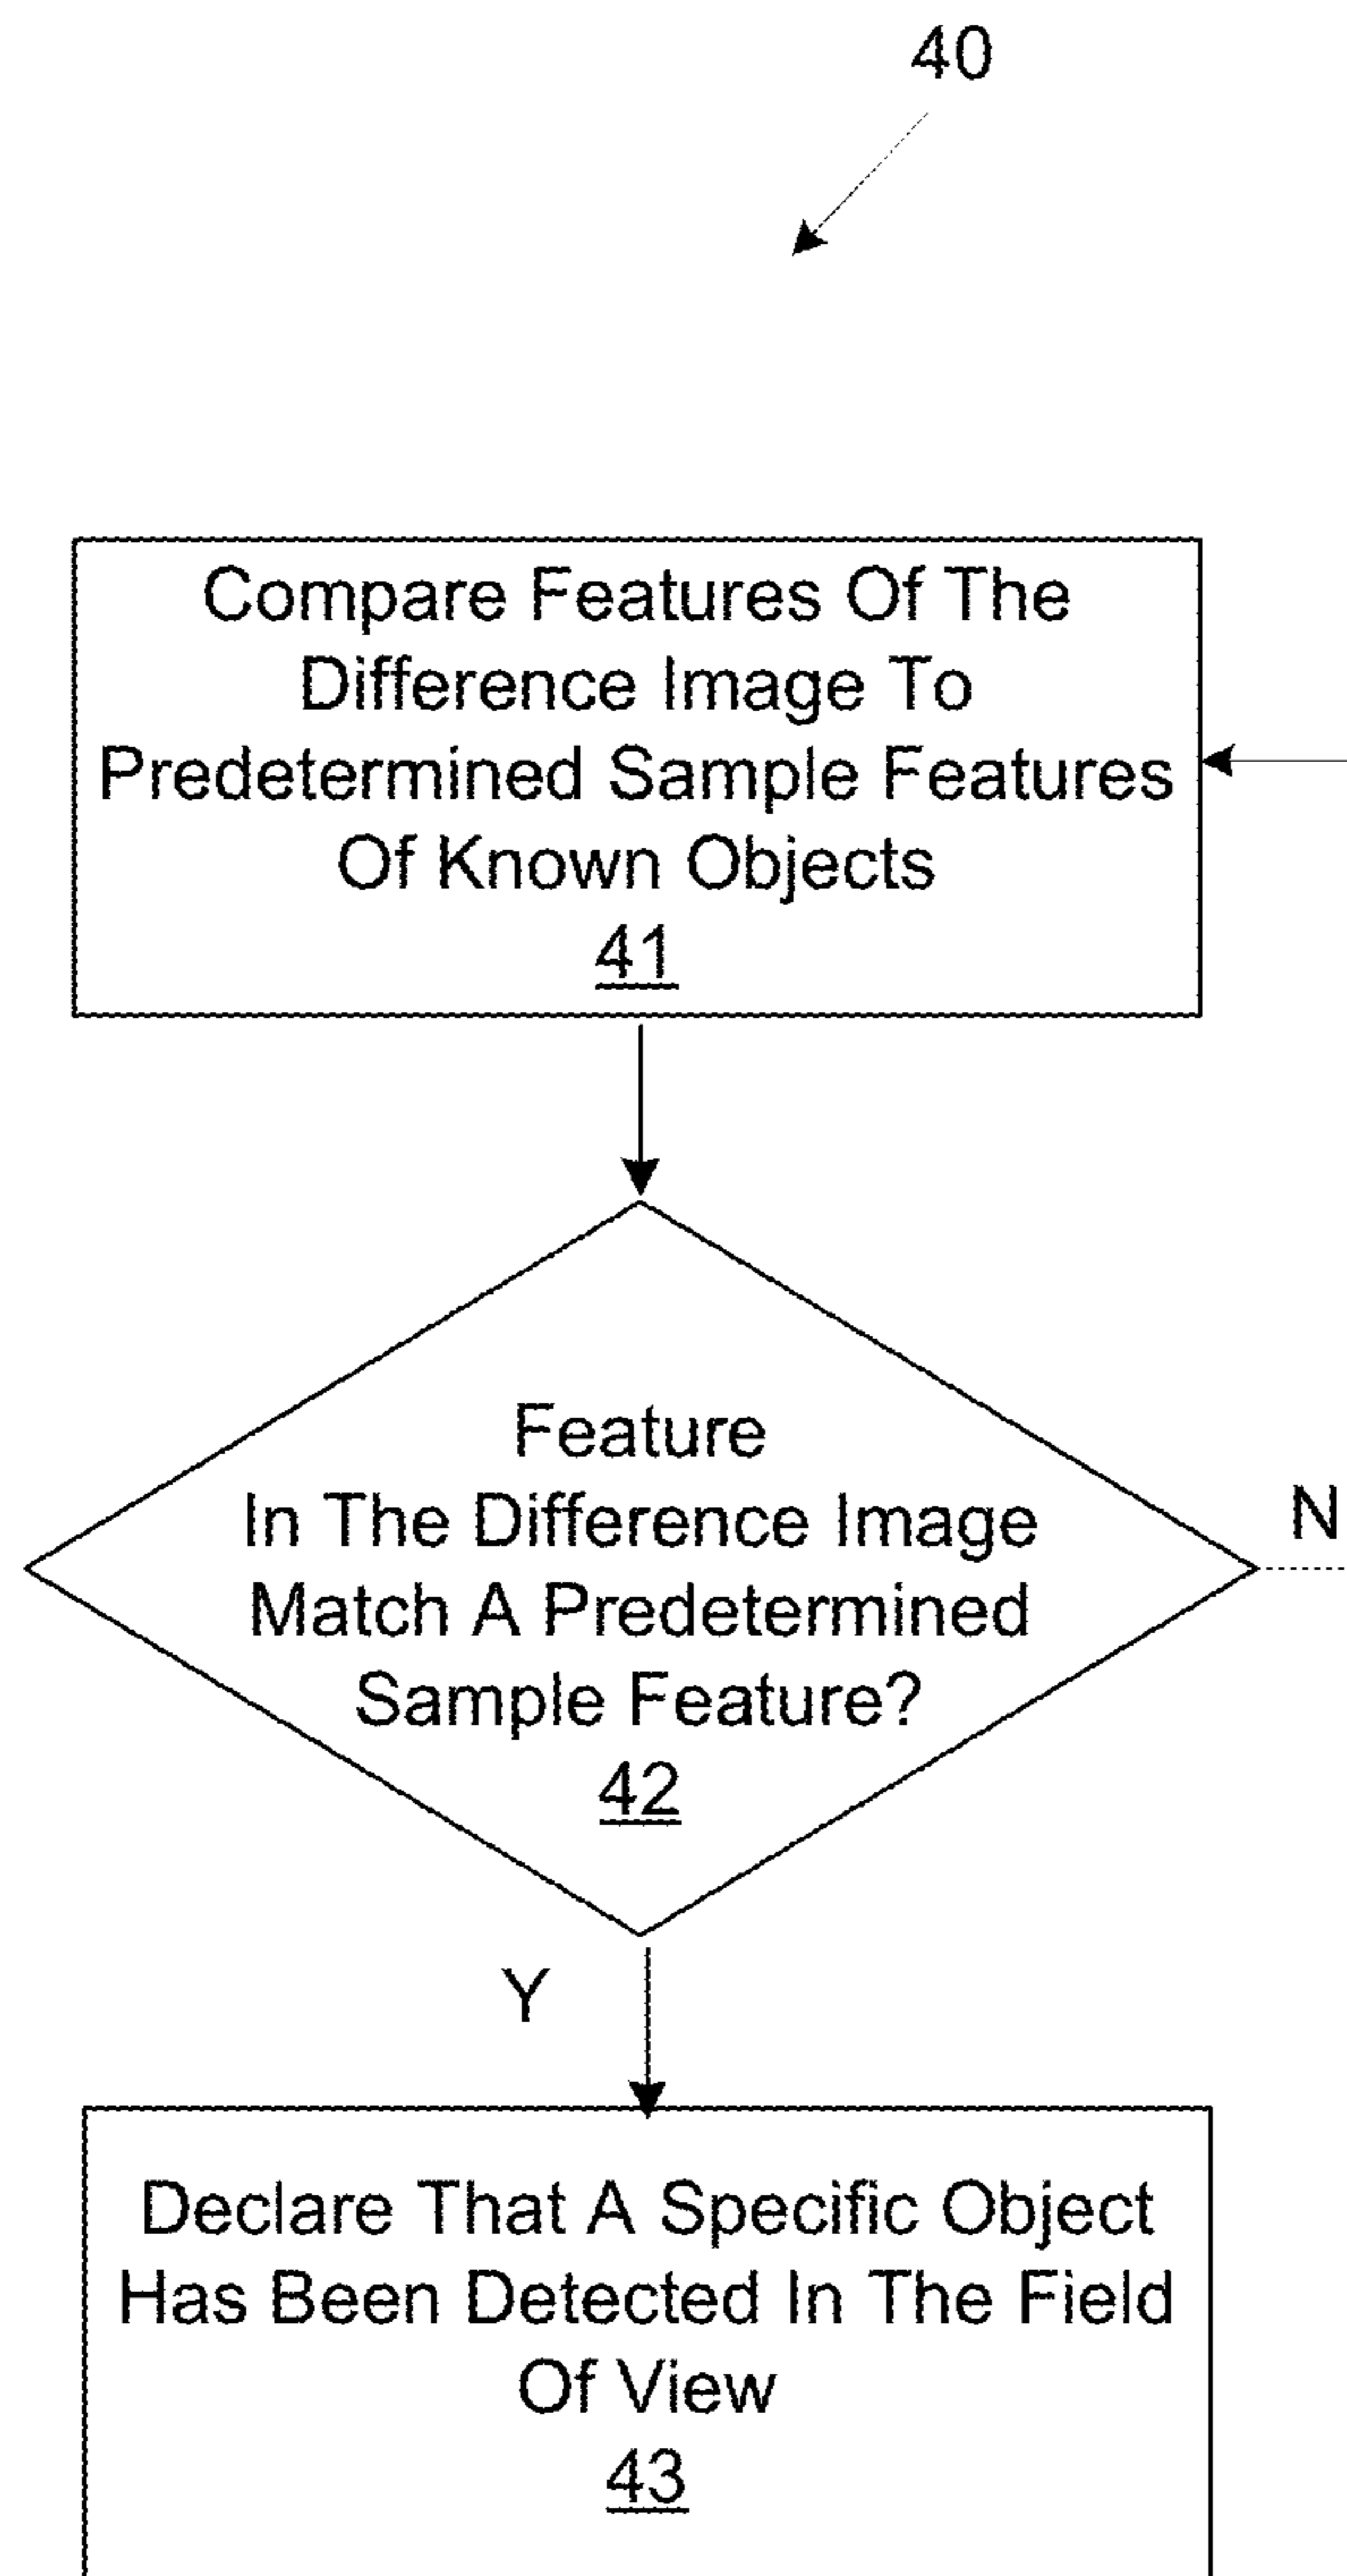 40
Compare Features Of The
Difference Image To
Predetermined Sample Features
Of Known Objects
41
Feature
In The Difference Image
Match A Predetermined
Sample Feature?
42
N
Y
Declare That A Specific Object
Has Been Detected In The Field
Of View
43